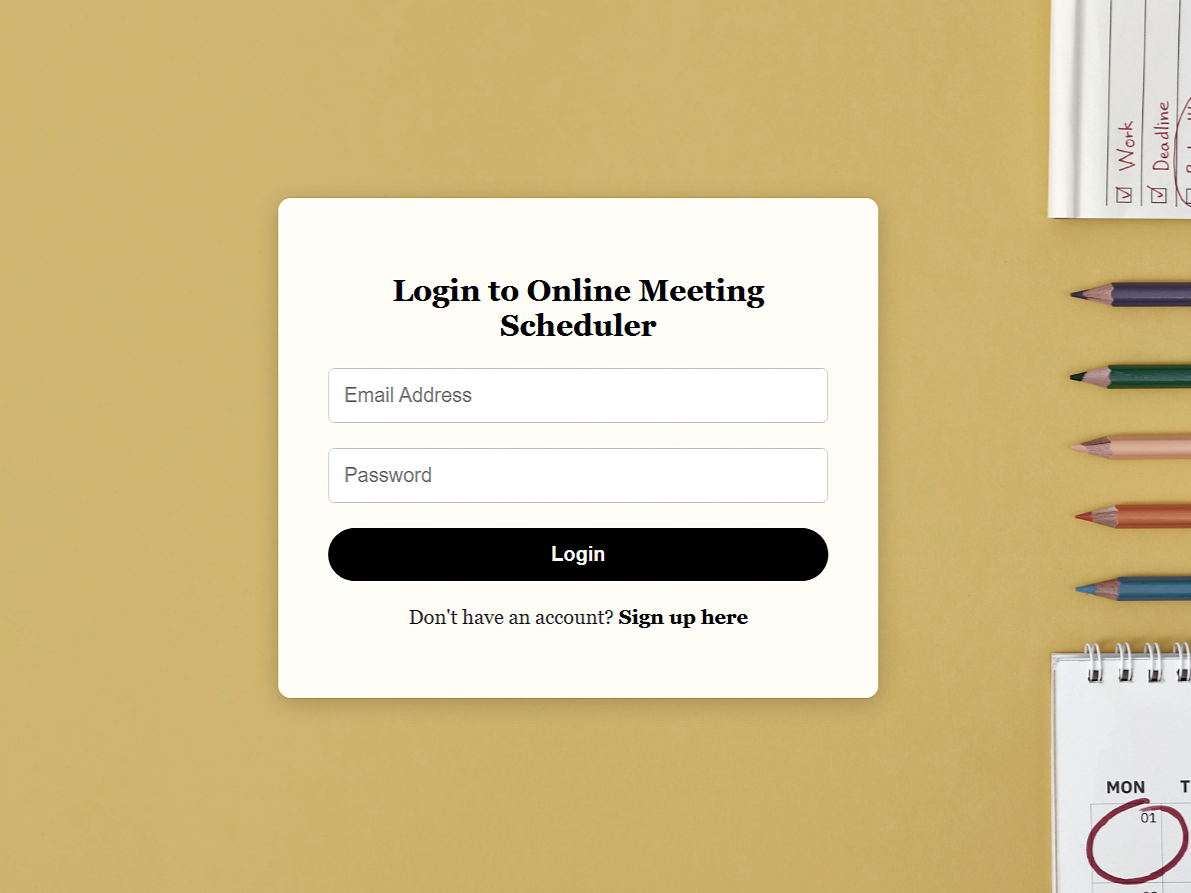 Work
Deadline
Login to Online Meeting
Scheduler
Email Address
Password
Login
Don't have an account? Sign up here
MON T
01